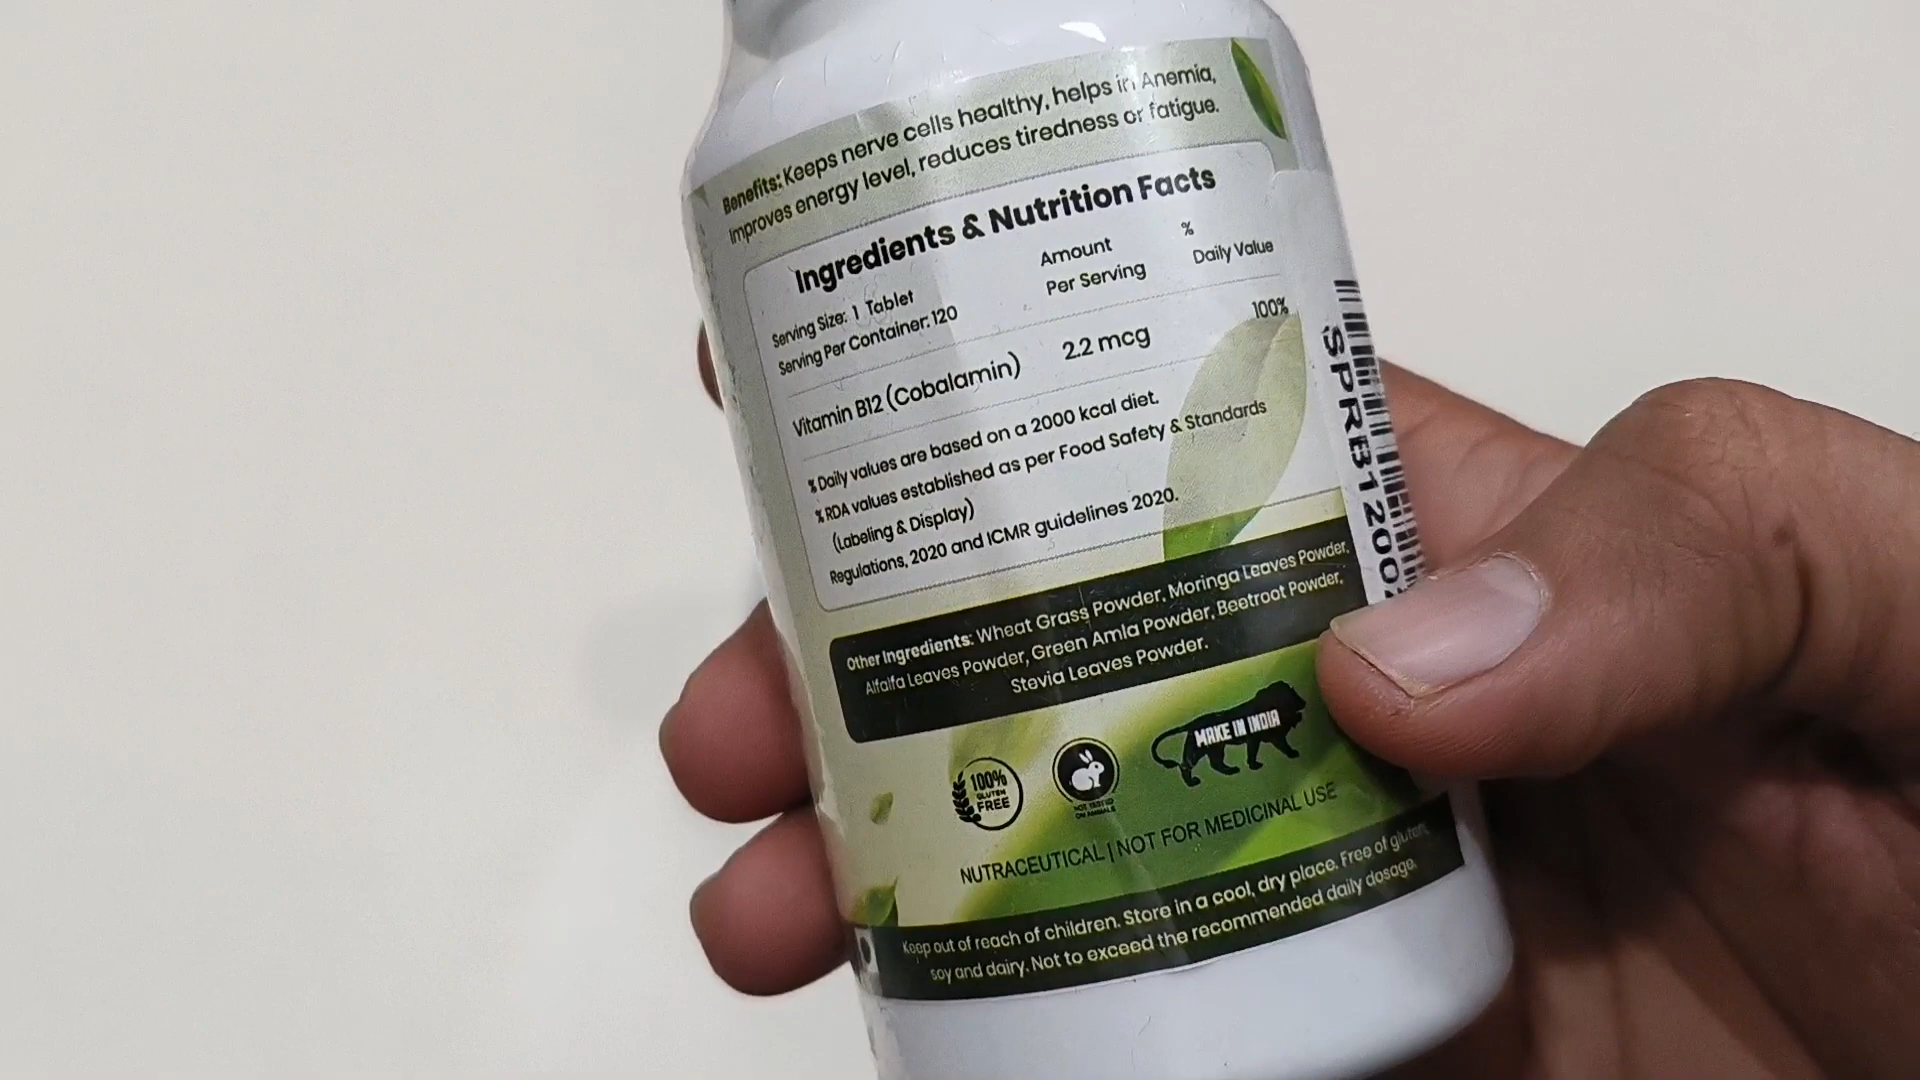 Benefits: Keeps nerve cells healthy, helps in Anemia,
Improves energy level, reduces tiredness or fatigue.
Ingredients & Nutrition Facts
Serving Size: 1 Tablet
Serving Per Container: 120
Amount
Per Serving
%
Daily Value
Vitamin B12 (Cobalamin) 2.2 mcg 100%
% Daily values are based on a 2000 kcal diet.
% RDA values established as per Food Safety & Standards
(Labeling & Display)
Regulations, 2020 and ICMR guidelines 2020.
Other Ingredients: Wheat Grass Powder, Moringa Leaves Powder,
Alfalfa Leaves Powder, Green Amla Powder, Beetroot Powder,
Stevia Leaves Powder.
100%
GLUTEN
FREE
NOT TESTED
ON ANIMALS
MAKE IN INDIA
NUTRACEUTICAL | NOT FOR MEDICINAL USE
Keep out of reach of children. Store in a cool, dry place. Free of gluten,
soy and dairy. Not to exceed the recommended daily dosage.
SPRB1200